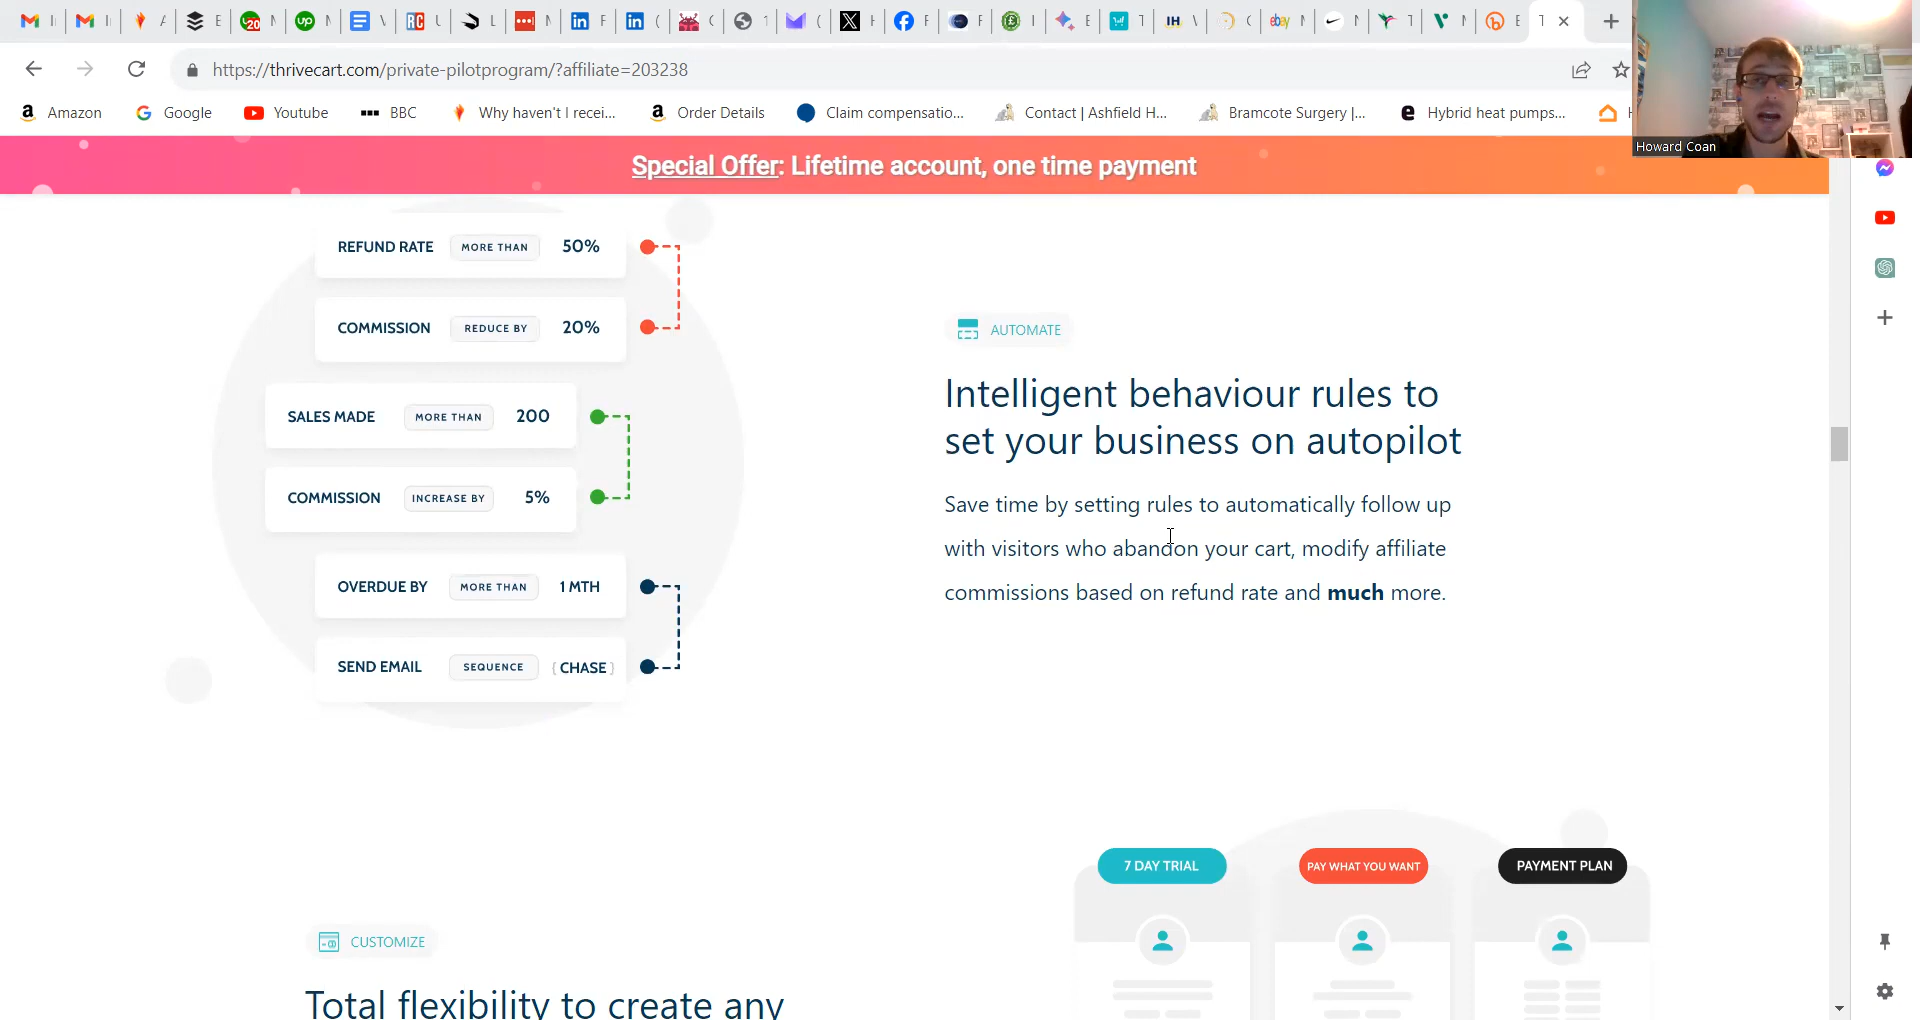 https://thrivecart.com/private-pilotprogram/?affiliate=203238
Amazon
Google
Youtube
BBC
Why haven't I recei...
Order Details
Claim compensatio...
Contact | Ashfield H...
Bramcote Surgery |...
Hybrid heat pumps...
Howard Coan
Special Offer: Lifetime account, one time payment
REFUND RATE MORE THAN 50%
COMMISSION REDUCE BY 20%
SALES MADE MORE THAN 200
COMMISSION INCREASE BY 5%
OVERDUE BY MORE THAN 1 MTH
SEND EMAIL SEQUENCE { CHASE }
AUTOMATE
Intelligent behaviour rules to
set your business on autopilot
Save time by setting rules to automatically follow up
with visitors who abandon your cart, modify affiliate
commissions based on refund rate and much more.
7 DAY TRIAL
PAY WHAT YOU WANT
PAYMENT PLAN
CUSTOMIZE
Total flexibility to create any